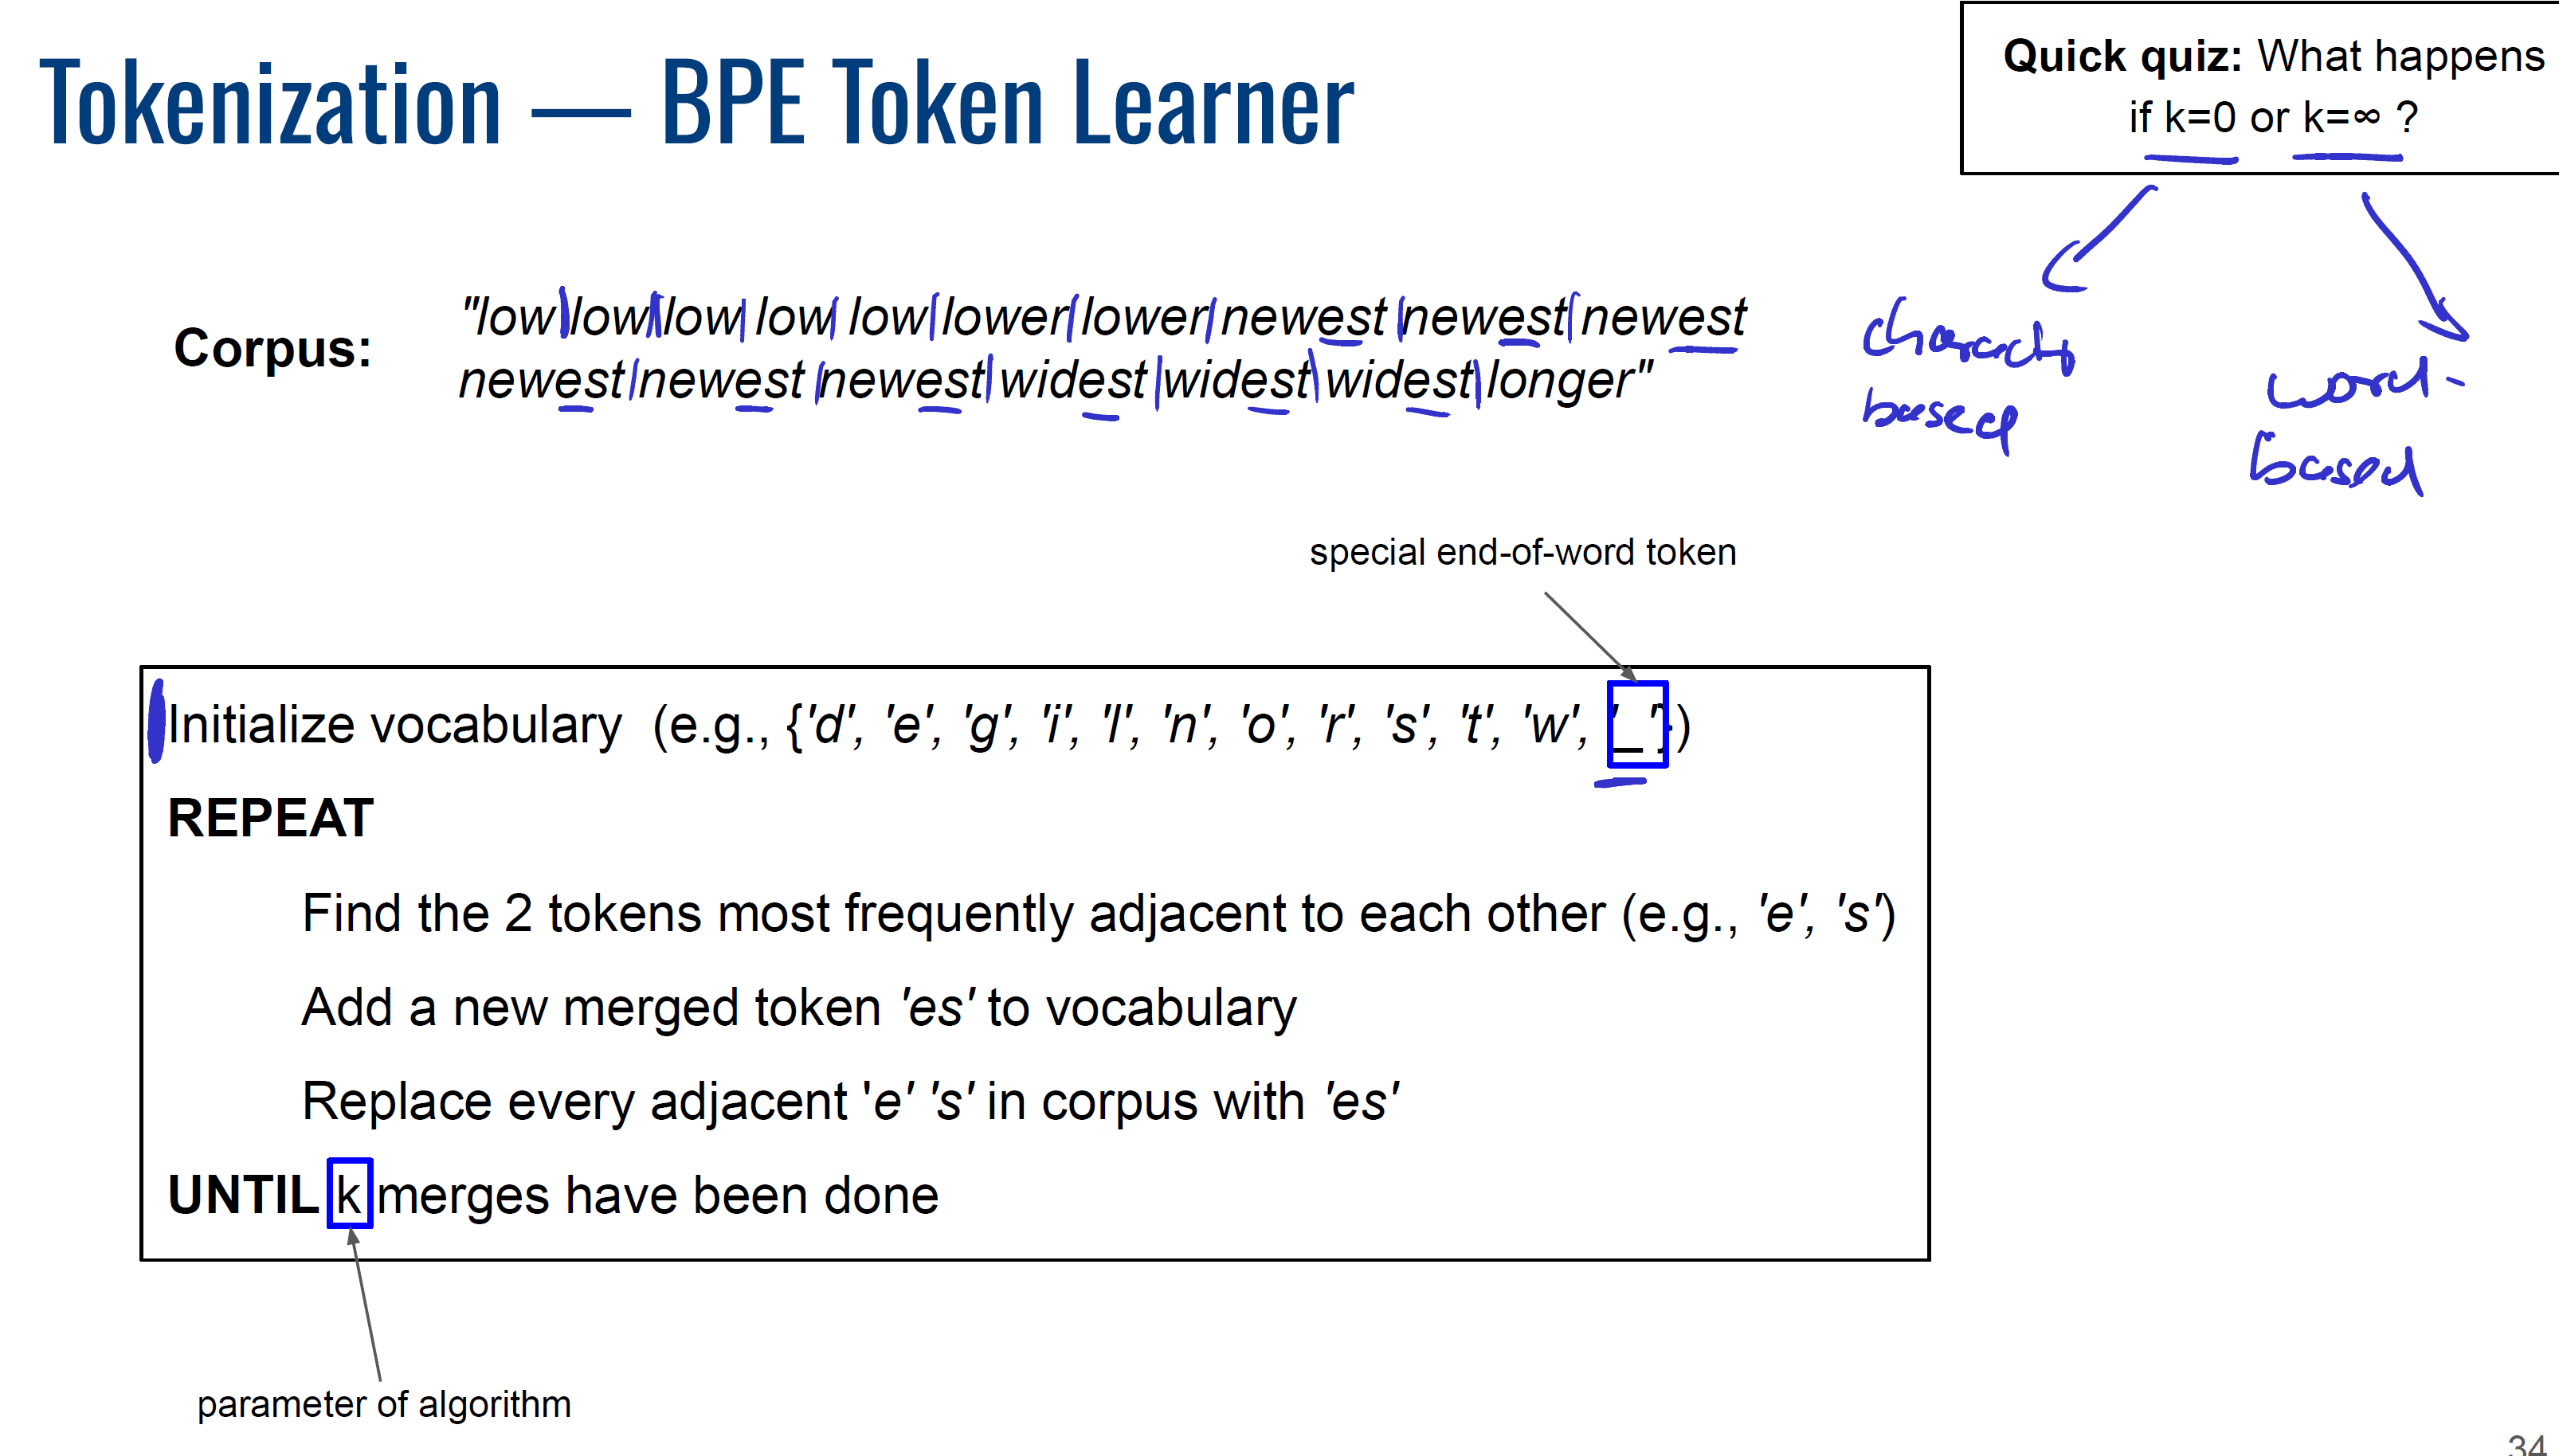 Quick quiz: What happens
if k=0 or k=∞ ?
Tokenization — BPE Token Learner
Corpus:
"low low low low low lower lower newest newest newest
newest newest newest widest widest widest longer"
character
based
word-
based
special end-of-word token
Initialize vocabulary (e.g., {'d', 'e', 'g', 'i', 'l', 'n', 'o', 'r', 's', 't', 'w', '_'})
REPEAT
Find the 2 tokens most frequently adjacent to each other (e.g., 'e', 's')
Add a new merged token 'es' to vocabulary
Replace every adjacent 'e' 's' in corpus with 'es'
UNTIL k merges have been done
parameter of algorithm
34